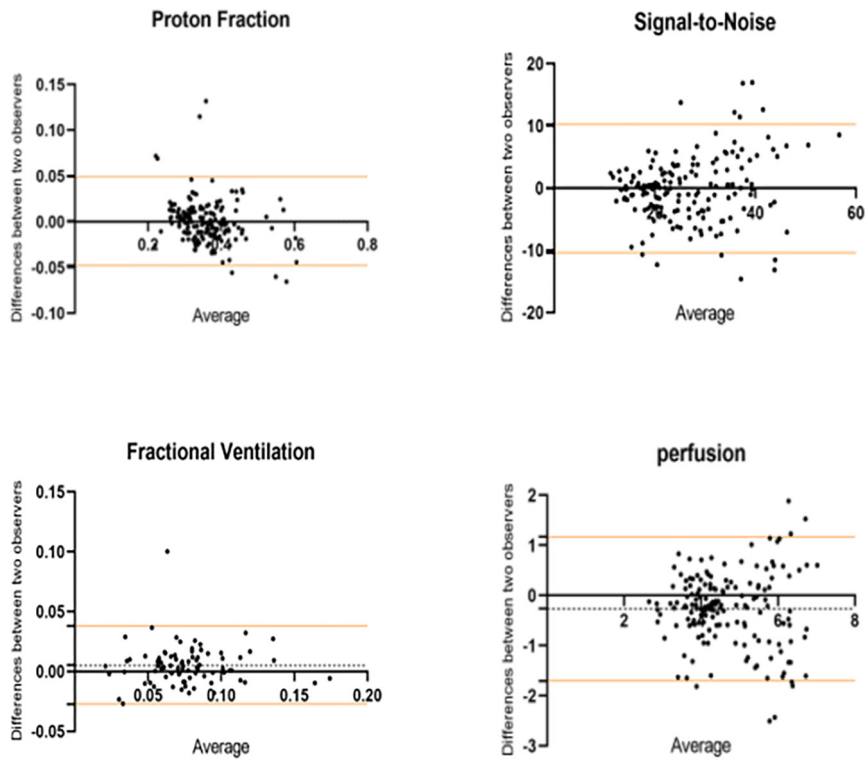 Proton Fraction
Differences between two observers
0.15
0.10
0.05
0.00
-0.05
-0.10
0.2 0.4 0.6 0.8
Average
Signal-to-Noise
Differences between two observers
20
10
0
-10
-20
20 40 60
Average
Fractional Ventilation
Differences between two observers
0.15
0.10
0.05
0.00
-0.05
0.05 0.10 0.15 0.20
Average
perfusion
Differences between two observers
2
1
0
-1
-2
-3
2 4 6 8
Average